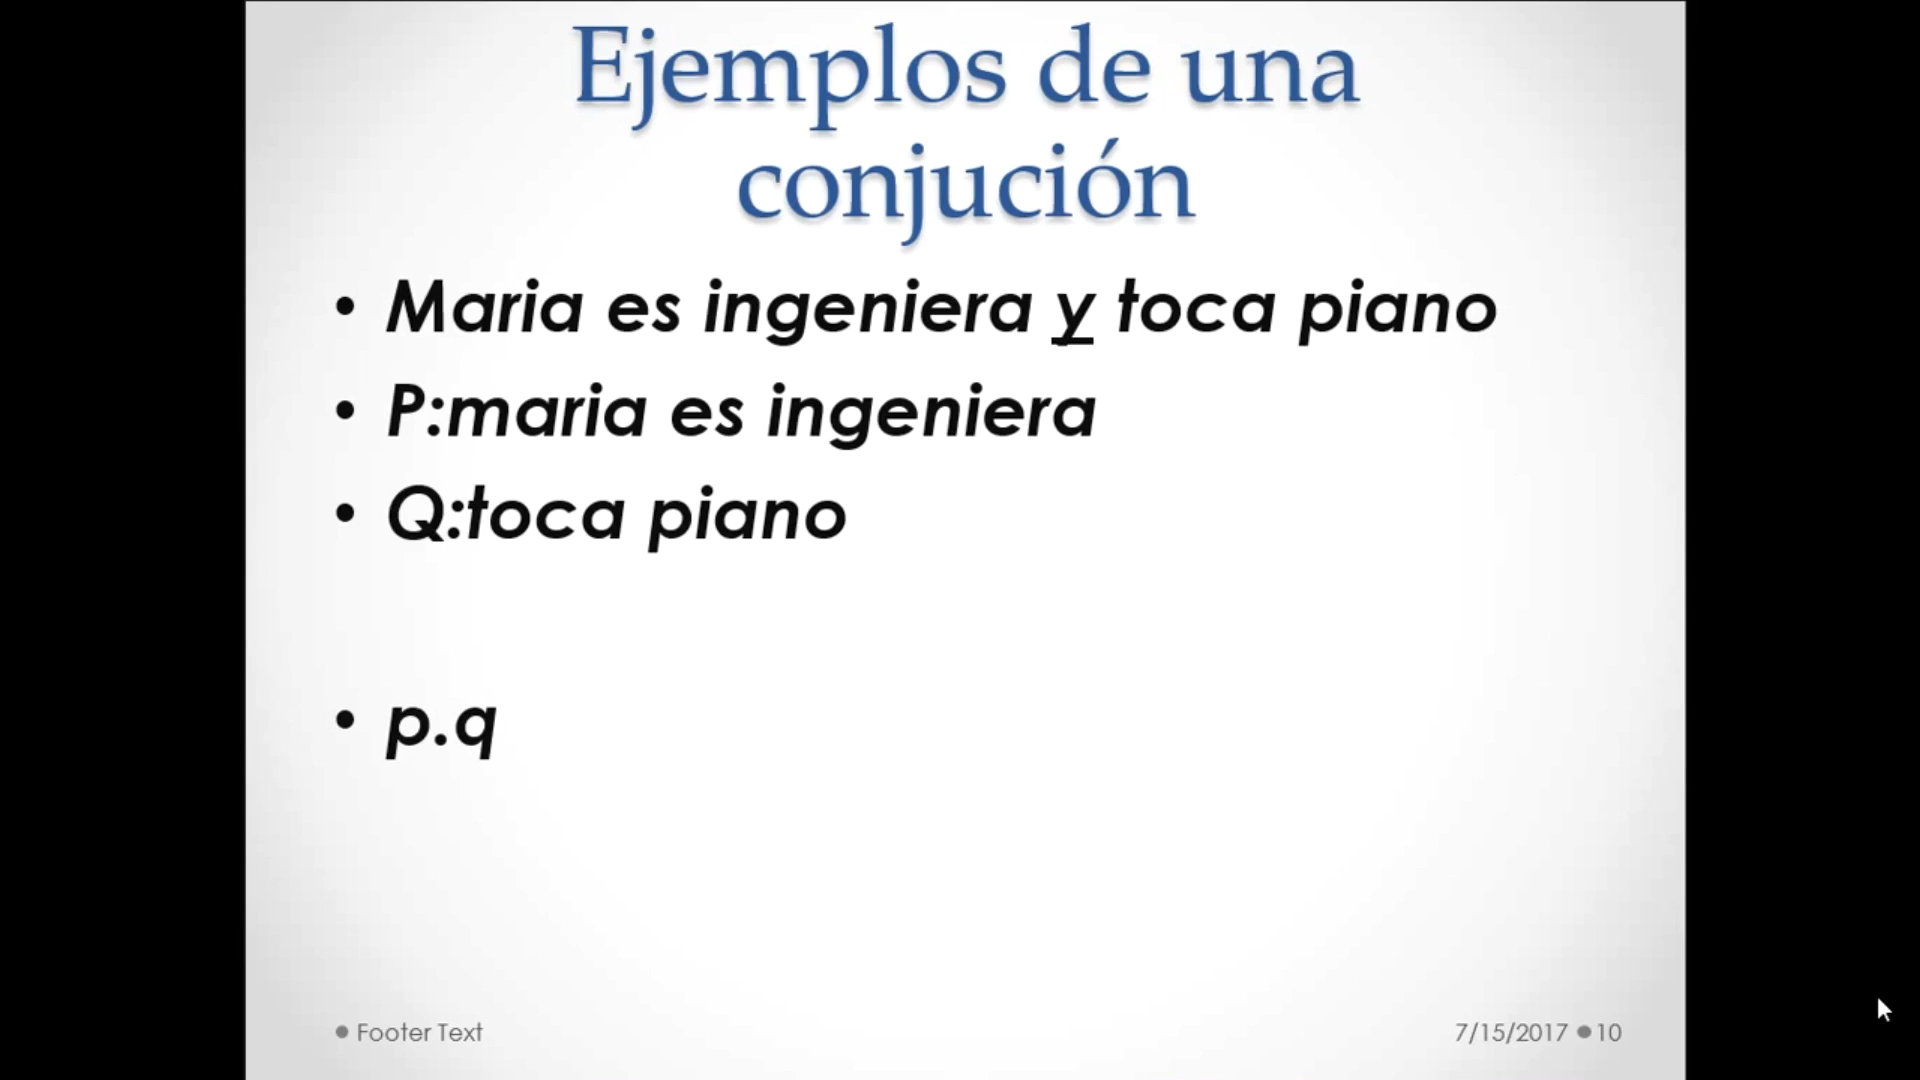 Ejemplos de una
conjución
• Maria es ingeniera y toca piano
• P:maria es ingeniera
• Q:toca piano
• p.q
Footer Text
7/15/2017 10